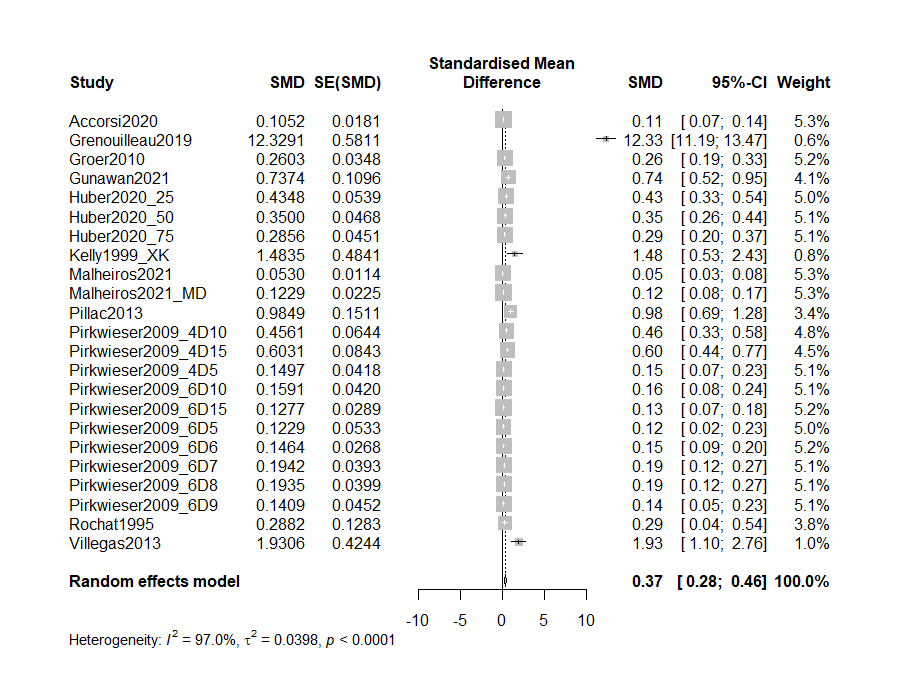 Standardised Mean
Study SMD SE(SMD) Difference SMD 95%-CI Weight
Accorsi2020 0.1052 0.0181 0.11 [ 0.07; 0.14] 5.3%
Grenouilleau2019 12.3291 0.5811 12.33 [11.19; 13.47] 0.6%
Groer2010 0.2603 0.0348 0.26 [ 0.19; 0.33] 5.2%
Gunawan2021 0.7374 0.1096 0.74 [ 0.52; 0.95] 4.1%
Huber2020_25 0.4348 0.0539 0.43 [ 0.33; 0.54] 5.0%
Huber2020_50 0.3500 0.0468 0.35 [ 0.26; 0.44] 5.1%
Huber2020_75 0.2856 0.0451 0.29 [ 0.20; 0.37] 5.1%
Kelly1999_XK 1.4835 0.4841 1.48 [ 0.53; 2.43] 0.8%
Malheiros2021 0.0530 0.0114 0.05 [ 0.03; 0.08] 5.3%
Malheiros2021_MD 0.1229 0.0225 0.12 [ 0.08; 0.17] 5.3%
Pillac2013 0.9849 0.1511 0.98 [ 0.69; 1.28] 3.4%
Pirkwieser2009_4D10 0.4561 0.0644 0.46 [ 0.33; 0.58] 4.8%
Pirkwieser2009_4D15 0.6031 0.0843 0.60 [ 0.44; 0.77] 4.5%
Pirkwieser2009_4D5 0.1497 0.0418 0.15 [ 0.07; 0.23] 5.1%
Pirkwieser2009_6D10 0.1591 0.0420 0.16 [ 0.08; 0.24] 5.1%
Pirkwieser2009_6D15 0.1277 0.0289 0.13 [ 0.07; 0.18] 5.2%
Pirkwieser2009_6D5 0.1229 0.0533 0.12 [ 0.02; 0.23] 5.0%
Pirkwieser2009_6D6 0.1464 0.0268 0.15 [ 0.09; 0.20] 5.2%
Pirkwieser2009_6D7 0.1942 0.0393 0.19 [ 0.12; 0.27] 5.1%
Pirkwieser2009_6D8 0.1935 0.0399 0.19 [ 0.12; 0.27] 5.1%
Pirkwieser2009_6D9 0.1409 0.0452 0.14 [ 0.05; 0.23] 5.1%
Rochat1995 0.2882 0.1283 0.29 [ 0.04; 0.54] 3.8%
Villegas2013 1.9306 0.4244 1.93 [ 1.10; 2.76] 1.0%
Random effects model 0.37 [ 0.28; 0.46] 100.0%
-10 -5 0 5 10
Heterogeneity: I² = 97.0%, τ² = 0.0398, p < 0.0001